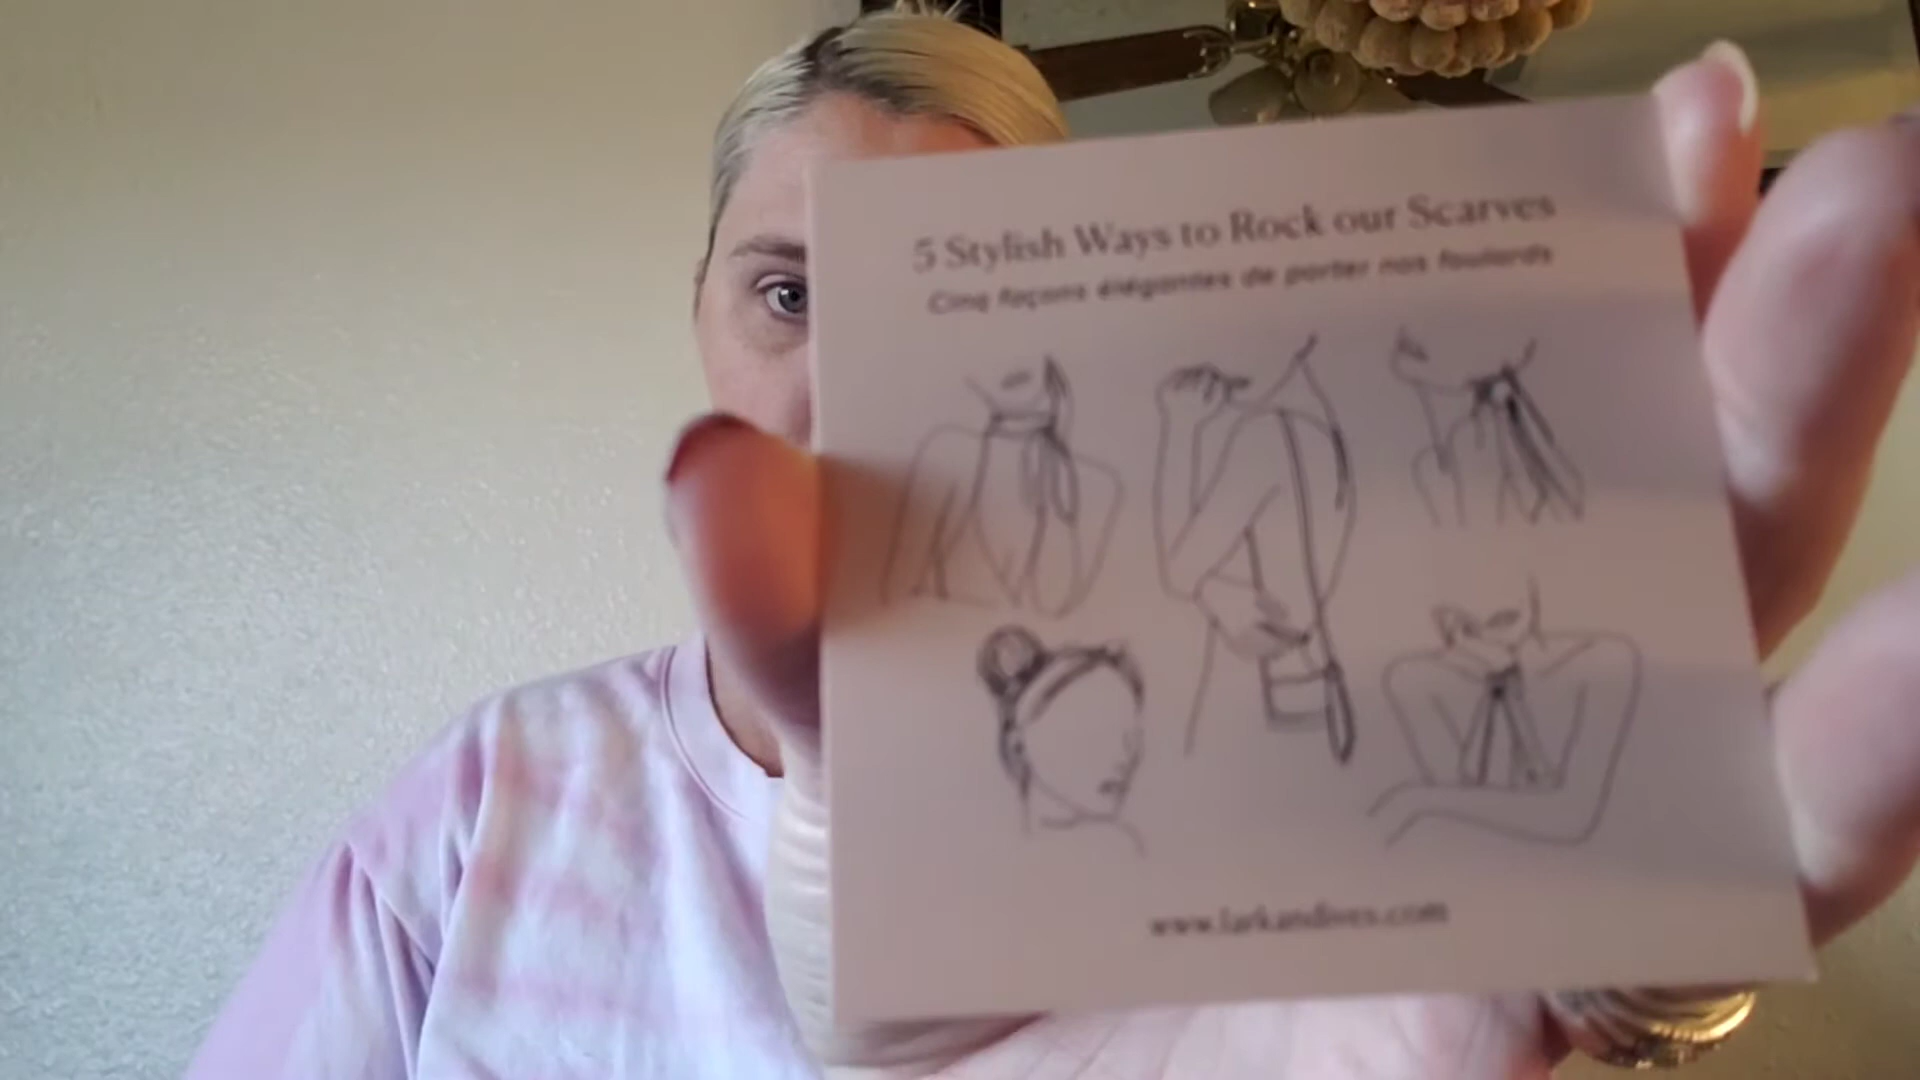 5 Stylish Ways to Rock our Scarves
Cinq façons élégantes de porter nos foulards
www.larkandives.com